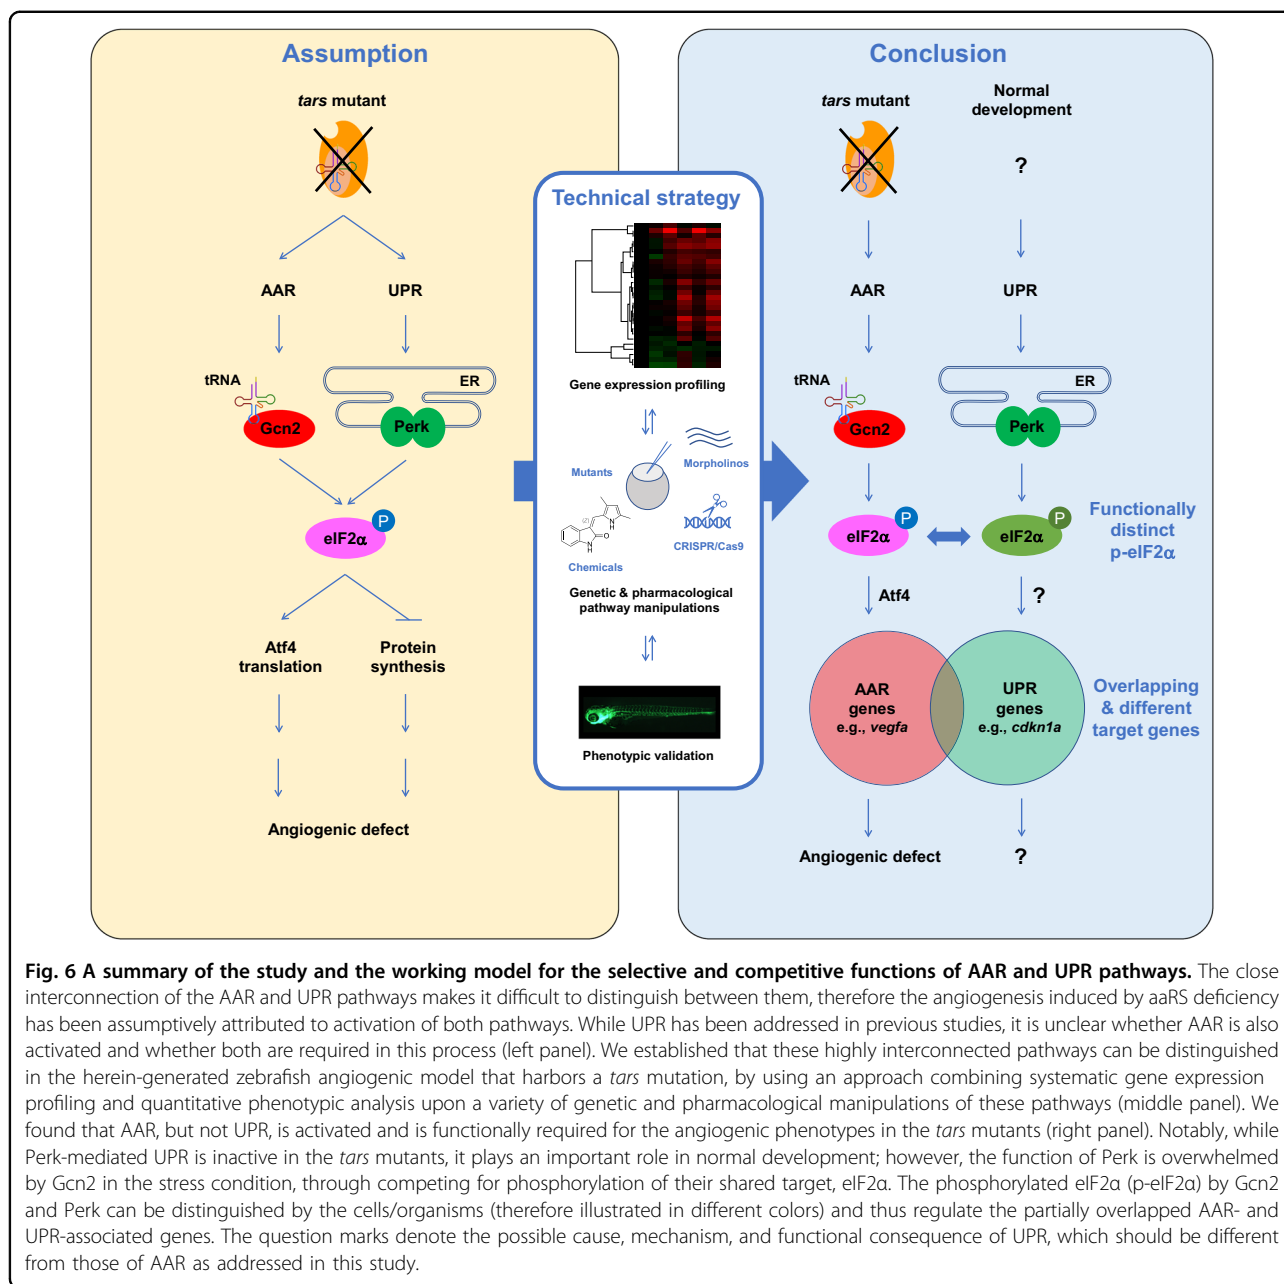 Assumption
tars mutant
AAR
UPR
tRNA
ER
Gcn2
Perk
P
eIF2α
Atf4
translation
Protein
synthesis
Angiogenic defect
Technical strategy
Gene expression profiling
Mutants
Morpholinos
(Z)
N
H
O
N
H
Chemicals
CRISPR/Cas9
Genetic & pharmacological
pathway manipulations
Phenotypic validation
Conclusion
tars mutant
Normal
development
?
AAR
UPR
tRNA
ER
Gcn2
Perk
P
eIF2α
P
eIF2α
Functionally
distinct
p-eIF2α
Atf4
?
AAR
genes
e.g., vegfa
UPR
genes
e.g., cdkn1a
Overlapping
& different
target genes
Angiogenic defect
?
Fig. 6 A summary of the study and the working model for the selective and competitive functions of AAR and UPR pathways. The close
interconnection of the AAR and UPR pathways makes it difficult to distinguish between them, therefore the angiogenesis induced by aaRS deficiency
has been assumptively attributed to activation of both pathways. While UPR has been addressed in previous studies, it is unclear whether AAR is also
activated and whether both are required in this process (left panel). We established that these highly interconnected pathways can be distinguished
in the herein-generated zebrafish angiogenic model that harbors a tars mutation, by using an approach combining systematic gene expression
profiling and quantitative phenotypic analysis upon a variety of genetic and pharmacological manipulations of these pathways (middle panel). We
found that AAR, but not UPR, is activated and is functionally required for the angiogenic phenotypes in the tars mutants (right panel). Notably, while
Perk-mediated UPR is inactive in the tars mutants, it plays an important role in normal development; however, the function of Perk is overwhelmed
by Gcn2 in the stress condition, through competing for phosphorylation of their shared target, eIF2α. The phosphorylated eIF2α (p-eIF2α) by Gcn2
and Perk can be distinguished by the cells/organisms (therefore illustrated in different colors) and thus regulate the partially overlapped AAR- and
UPR-associated genes. The question marks denote the possible cause, mechanism, and functional consequence of UPR, which should be different
from those of AAR as addressed in this study.